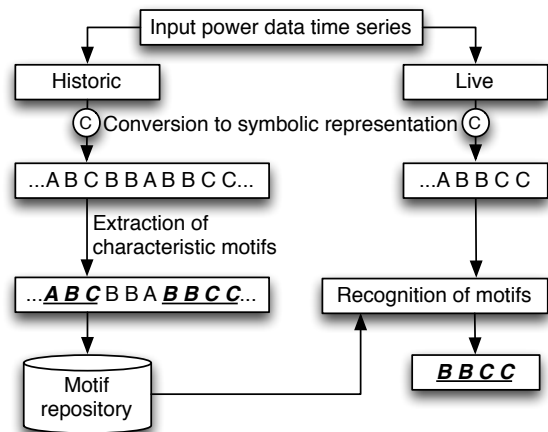 Input power data time series
Historic
Live
C Conversion to symbolic representation C
...A B C B B A B B C C...
...A B B C C
Extraction of
characteristic motifs
...A B C B B A B B C C...
Recognition of motifs
Motif
repository
B B C C